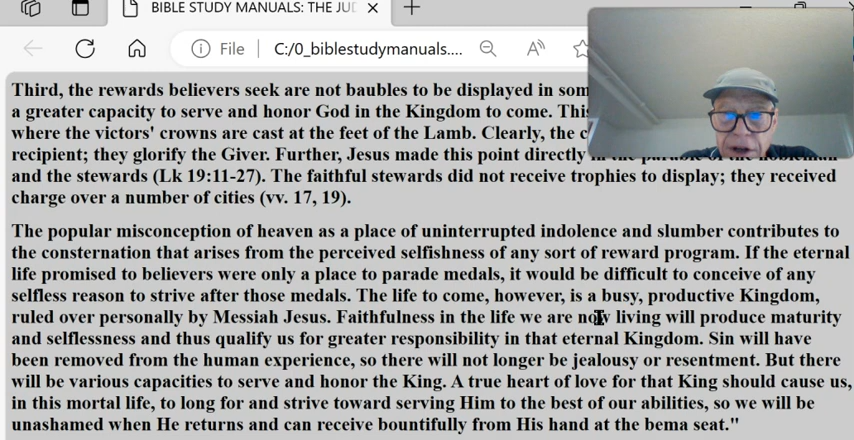 BIBLE STUDY MANUALS: THE JUD
File C:/0_biblestudymanuals....
Third, the rewards believers seek are not baubles to be displayed in
a greater capacity to serve and honor God in the Kingdom to come.
where the victors' crowns are cast at the feet of the Lamb. Clearly, the
recipient; they glorify the Giver. Further, Jesus made this point directly
and the stewards (Lk 19:11-27). The faithful stewards did not receive trophies to display; they received
charge over a number of cities (vv. 17, 19).
The popular misconception of heaven as a place of uninterrupted indolence and slumber contributes to
the consternation that arises from the perceived selfishness of any sort of reward program. If the eternal
life promised to believers were only a place to parade medals, it would be difficult to conceive of any
selfless reason to strive after those medals. The life to come, however, is a busy, productive Kingdom,
ruled over personally by Messiah Jesus. Faithfulness in the life we are now living will produce maturity
and selflessness and thus qualify us for greater responsibility in that eternal Kingdom. Sin will have
been removed from the human experience, so there will not longer be jealousy or resentment. But there
will be various capacities to serve and honor the King. A true heart of love for that King should cause us,
in this mortal life, to long for and strive toward serving Him to the best of our abilities, so we will be
unashamed when He returns and can receive bountifully from His hand at the bema seat."